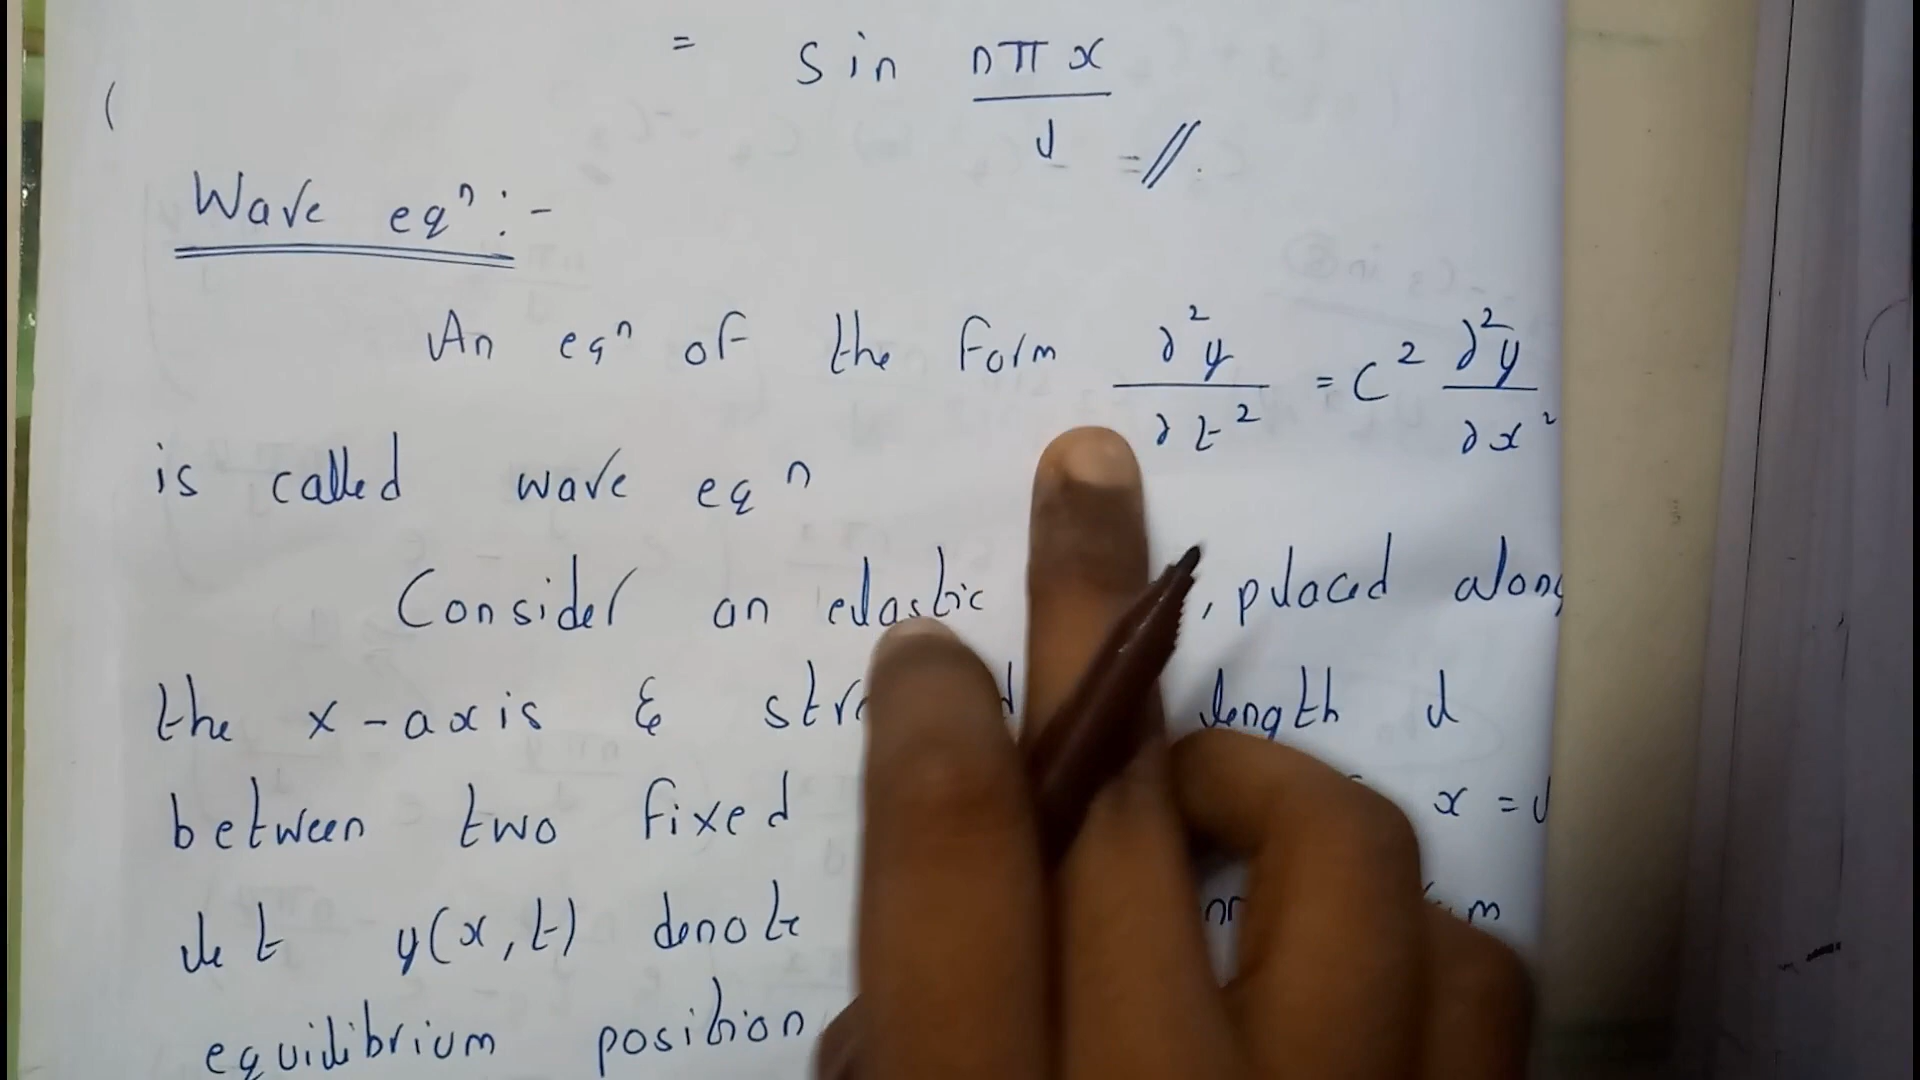 = sin nπx / l =//.
Wave eqⁿ :-
An eqⁿ of the form ∂²y/∂t² = C² ∂²y/∂x²
is called wave eqⁿ
Consider an elastic , placed along
the x-axis & length l
between two fixed x = l
let y(x,t) denote
equilibrium position